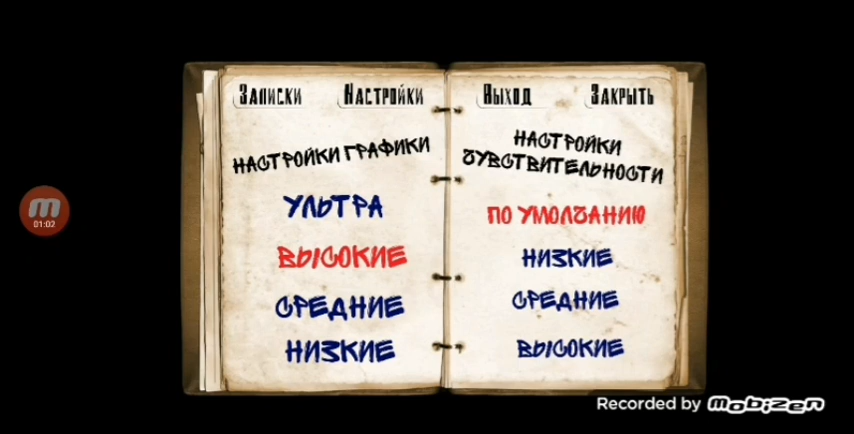 Записки Настройки Выход Закрыть
НАСТРОЙКИ ГРАФИКИ
УЛЬТРА
ВЫСОКИЕ
СРЕДНИЕ
НИЗКИЕ
НАСТРОЙКИ
ЧУВСТВИТЕЛЬНОСТИ
ПО УМОЛЧАНИЮ
НИЗКИЕ
СРЕДНИЕ
ВЫСОКИЕ
01:02
Recorded by mobizen